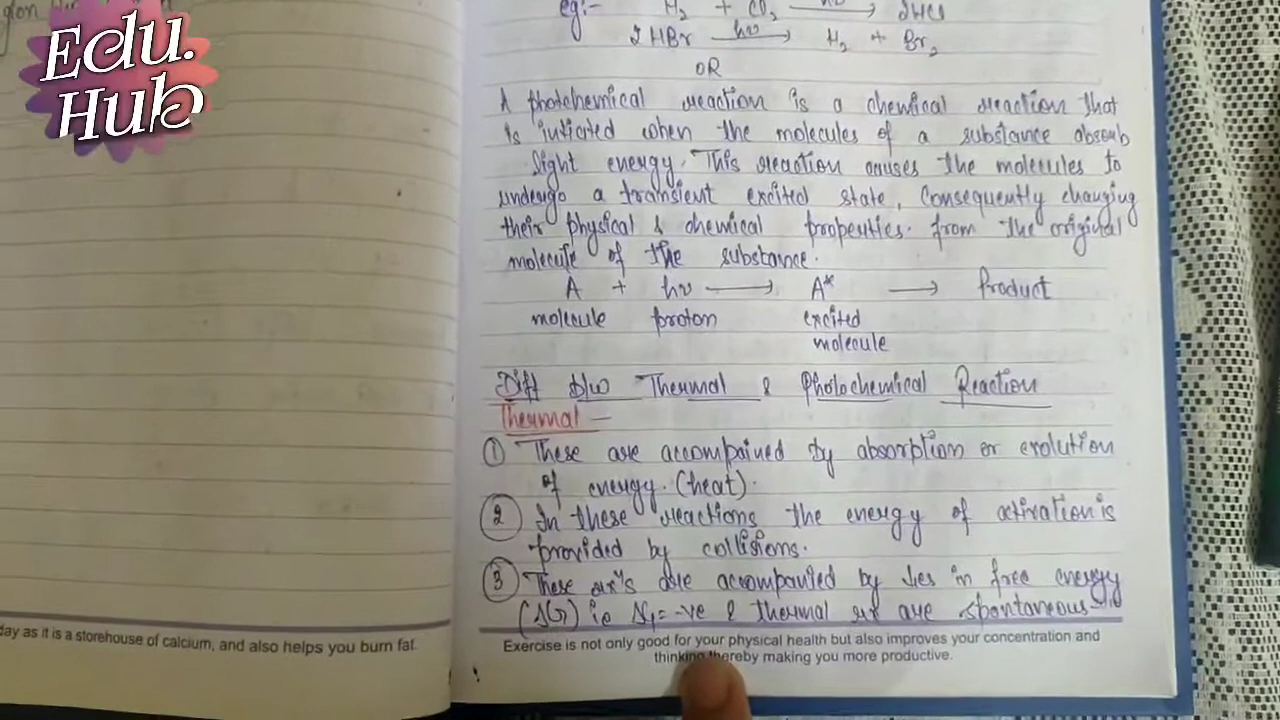 Edu.
Hub
eg:- H₂ + Cl₂ hν→ 2HCl
2HBr hν→ H₂ + Br₂
OR
A photchemical reaction is a chemical reaction that
is initiated when the molecules of a substance absorb
light energy. This reaction causes the molecules to
undergo a transient excited state, Consequently changing
their physical & chemical properties. from the original
molecule of the substance.
A + hν → A* → Product
molecule proton excited
molecule
Diff b/w Thermal & Photochemical Reaction
Thermal -
① These are accompained by absorption or evolution
of energy. (heat).
② In these reactions the energy of activation is
provided by collisions.
③ These rxⁿs are accompanied by ↓es in free energy
(ΔG) ie ΔG = -ve & thermal rx are spontaneous
day as it is a storehouse of calcium, and also helps you burn fat.
Exercise is not only good for your physical health but also improves your concentration and
thinking thereby making you more productive.